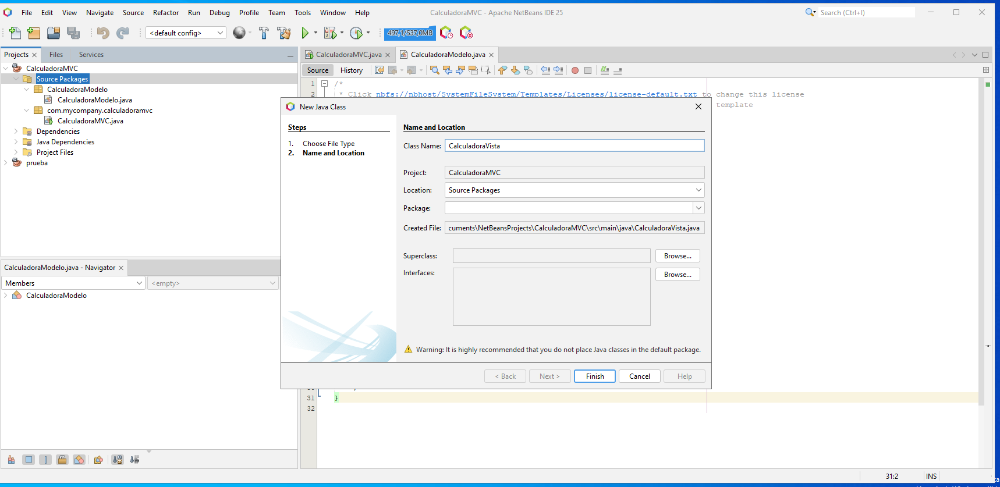 File Edit View Navigate Source Refactor Run Debug Profile Team Tools Window Help
CalculadoraMVC - Apache NetBeans IDE 25
Search (Ctrl+I)
<default config>
497,1/537,0MB
Projects Files Services
CalculadoraMVC.java CalculadoraModelo.java
CalculadoraMVC
Source Packages
CalculadoraModelo
CalculadoraModelo.java
com.mycompany.calculadoramvc
CalculadoraMVC.java
Dependencies
Java Dependencies
Project Files
prueba
Source History
1 /*
2 * Click nbfs://nbhost/SystemFileSystem/Templates/Licenses/license-default.txt to change this license
template
New Java Class
Steps
1. Choose File Type
2. Name and Location
Name and Location
Class Name: CalculadoraVista
Project: CalculadoraMVC
Location: Source Packages
Package:
Created File: cuments\NetBeansProjects\CalculadoraMVC\src\main\java\CalculadoraVista.java
Superclass: Browse...
Interfaces: Browse...
Warning: It is highly recommended that you do not place Java classes in the default package.
< Back Next > Finish Cancel Help
31 }
32
CalculadoraModelo.java - Navigator
Members <empty>
CalculadoraModelo
31:2 INS